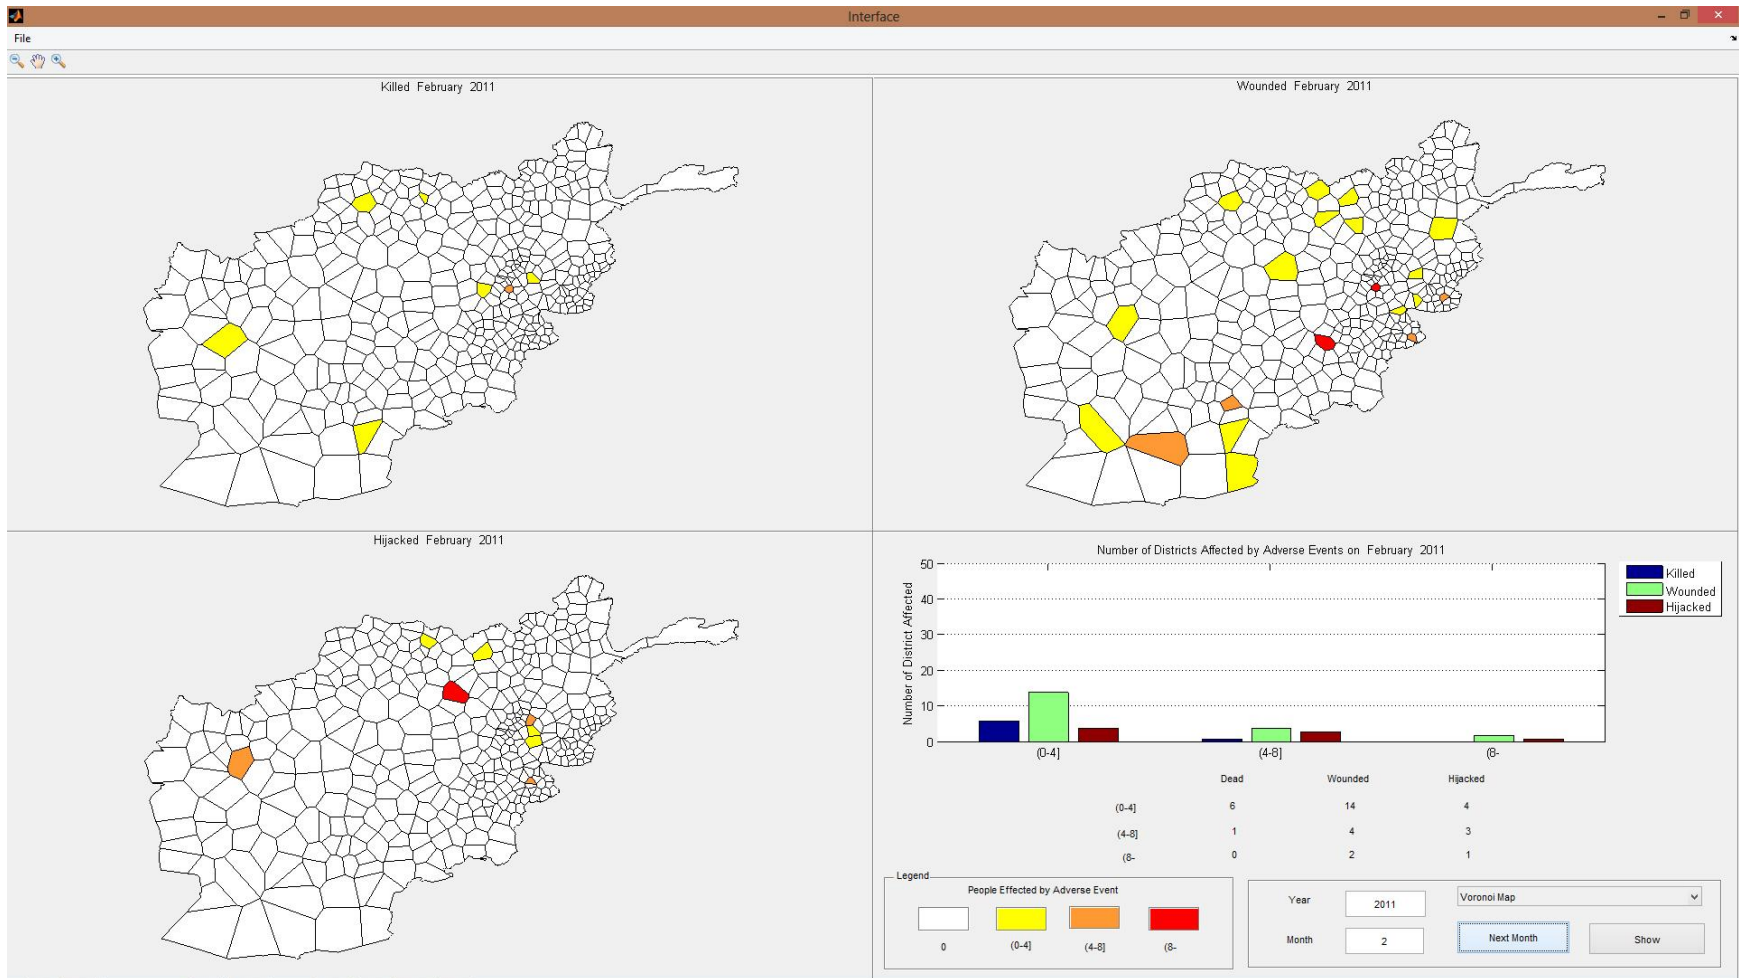 Interface
File
Killed February 2011
Wounded February 2011
Hijacked February 2011
Number of Districts Affected by Adverse Events on February 2011
Number of District Affected
50
40
30
20
10
0
(0-4]
(4-8]
(8-
Killed
Wounded
Hijacked
Dead Wounded Hijacked
(0-4] 6 14 4
(4-8] 1 4 3
(8- 0 2 1
Legend
People Effected by Adverse Event
0 (0-4] (4-8] (8-
Year 2011 Voronoi Map
Month 2 Next Month Show